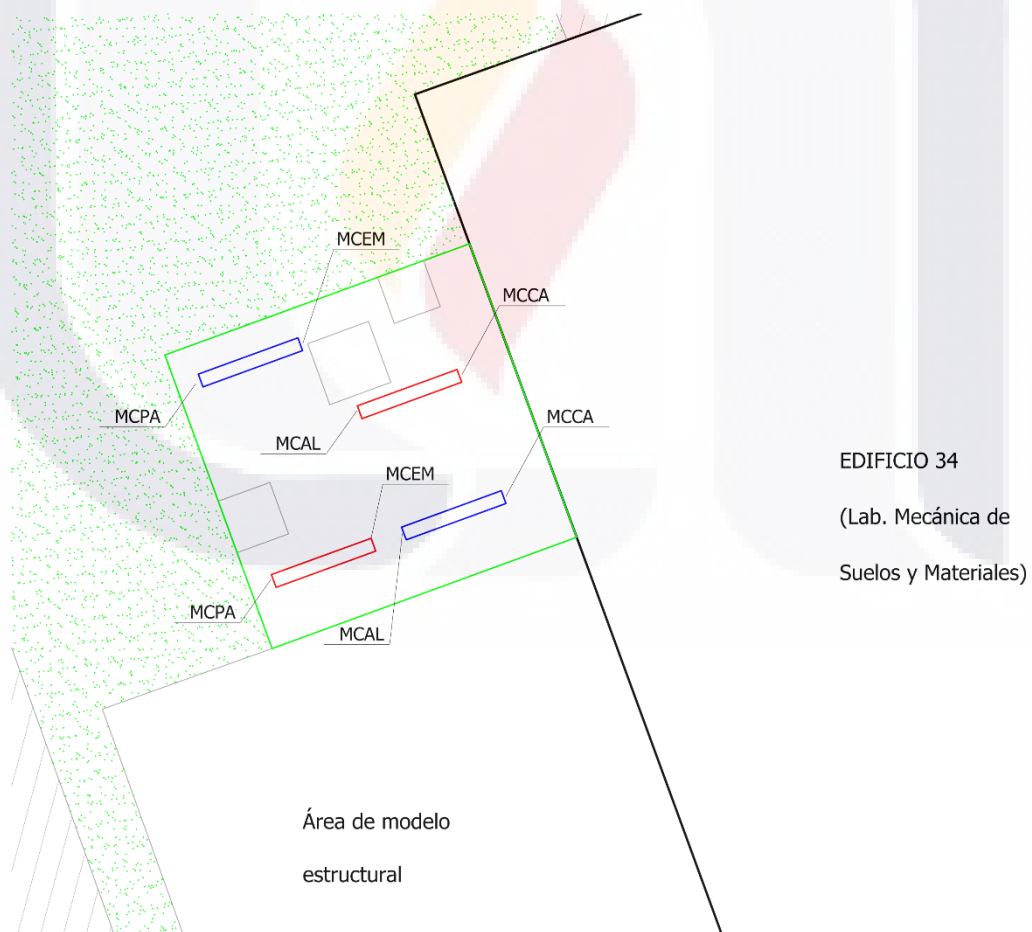 MCEM
MCCA
MCPA
MCAL
MCCA
MCEM
MCPA
MCAL
EDIFICIO 34
(Lab. Mecánica de
Suelos y Materiales)
Área de modelo
estructural